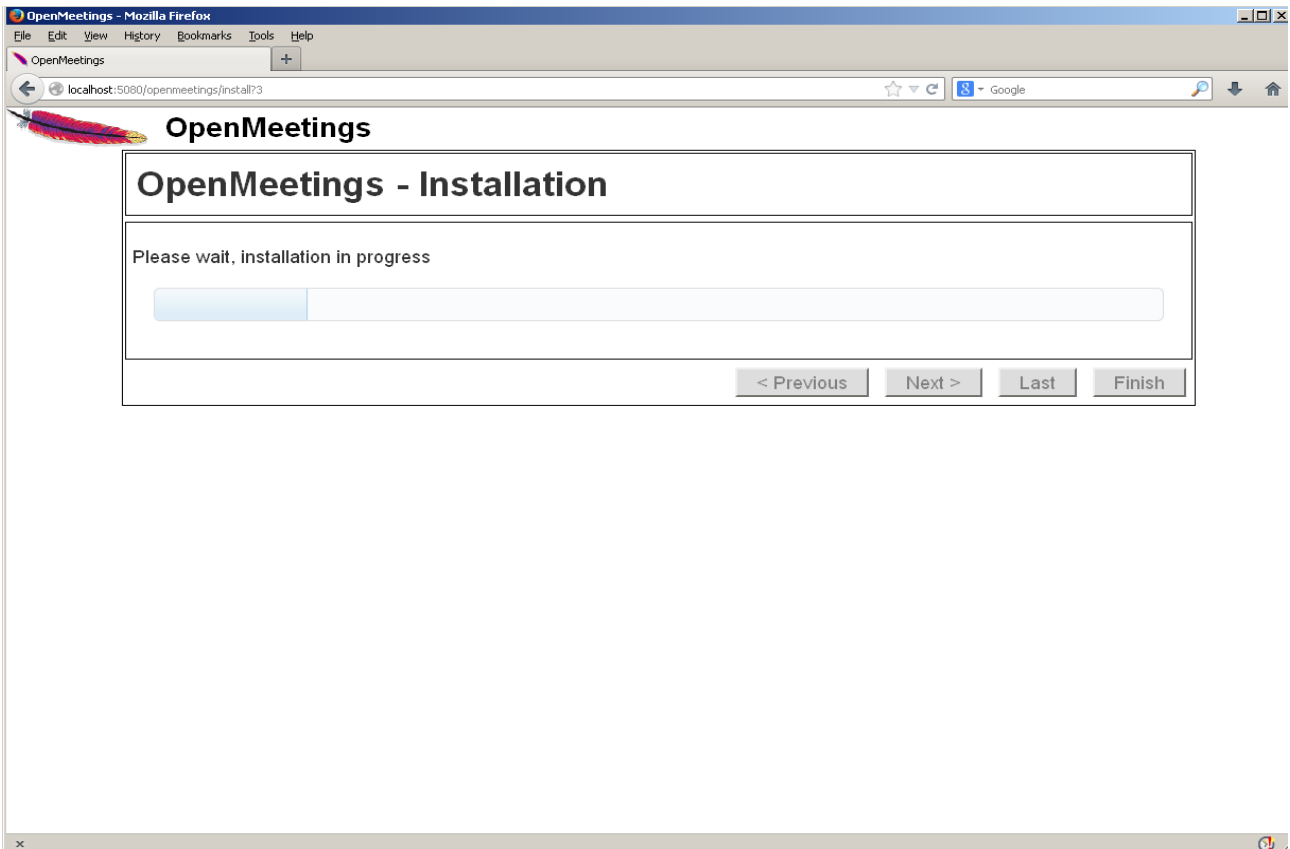 OpenMeetings - Mozilla Firefox
File Edit View History Bookmarks Tools Help
OpenMeetings +
localhost:5080/openmeetings/install?3 8 Google
OpenMeetings
OpenMeetings - Installation
Please wait, installation in progress
< Previous Next > Last Finish
x